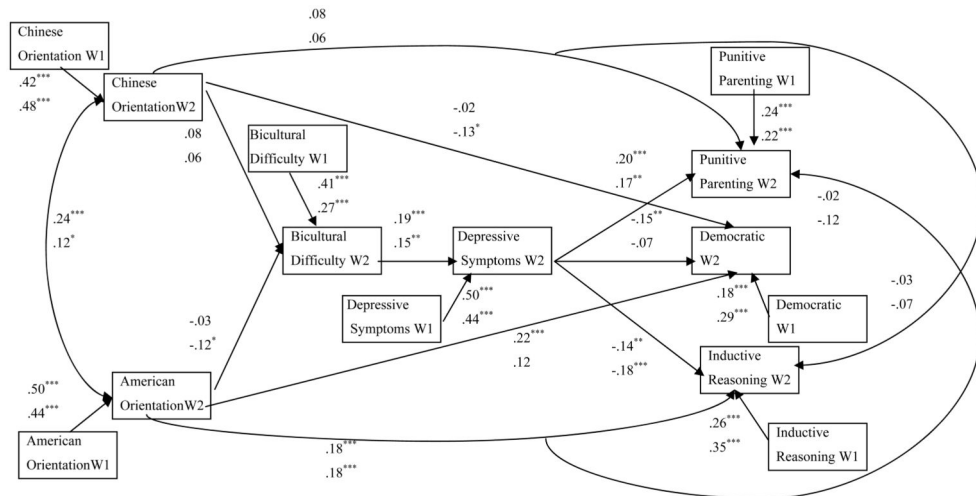 Chinese
Orientation W1
.42***
.48***
Chinese
OrientationW2
.08
.06
.08
.06
-.02
-.13*
Punitive
Parenting W1
.24***
.22***
Punitive
Parenting W2
.20***
.17**
-.02
-.12
Bicultural
Difficulty W1
.41***
.27***
Bicultural
Difficulty W2
.19***
.15**
Depressive
Symptoms W2
-.15**
-.07
Democratic
W2
.24***
.12*
Depressive
Symptoms W1
.50***
.44***
.18***
.29***
Democratic
W1
-.03
-.07
-.03
-.12*
.22***
.12
-.14**
-.18***
Inductive
Reasoning W2
.50***
.44***
American
OrientationW2
American
OrientationW1
.18***
.18***
.26***
.35***
Inductive
Reasoning W1